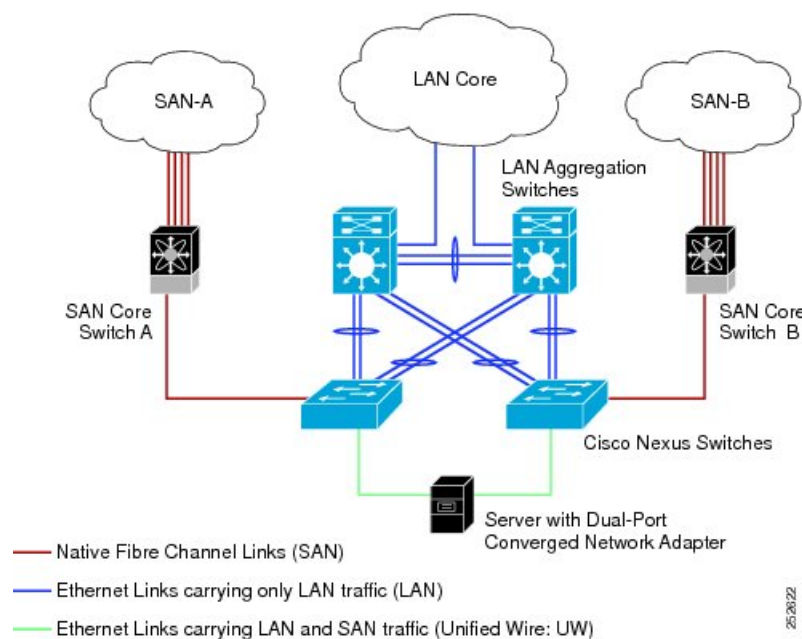 SAN-A
LAN Core
SAN-B
LAN Aggregation
Switches
SAN Core
Switch A
SAN Core
Switch B
Cisco Nexus Switches
Server with Dual-Port
Converged Network Adapter
Native Fibre Channel Links (SAN)
Ethernet Links carrying only LAN traffic (LAN)
Ethernet Links carrying LAN and SAN traffic (Unified Wire: UW)
252622